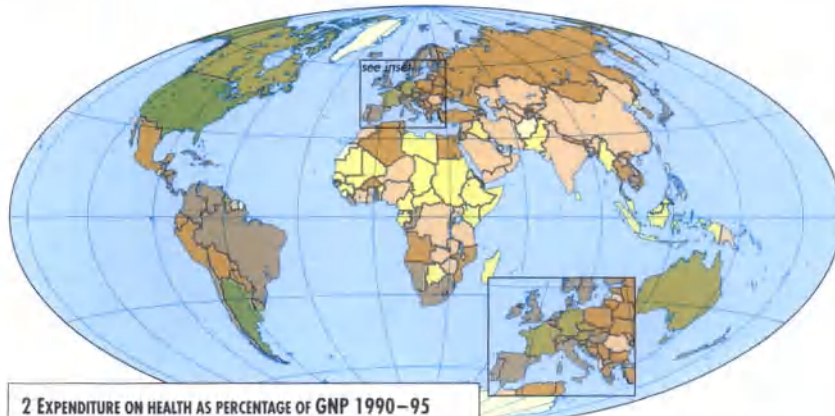 see inset
2 EXPENDITURE ON HEALTH AS PERCENTAGE OF GNP 1990–95